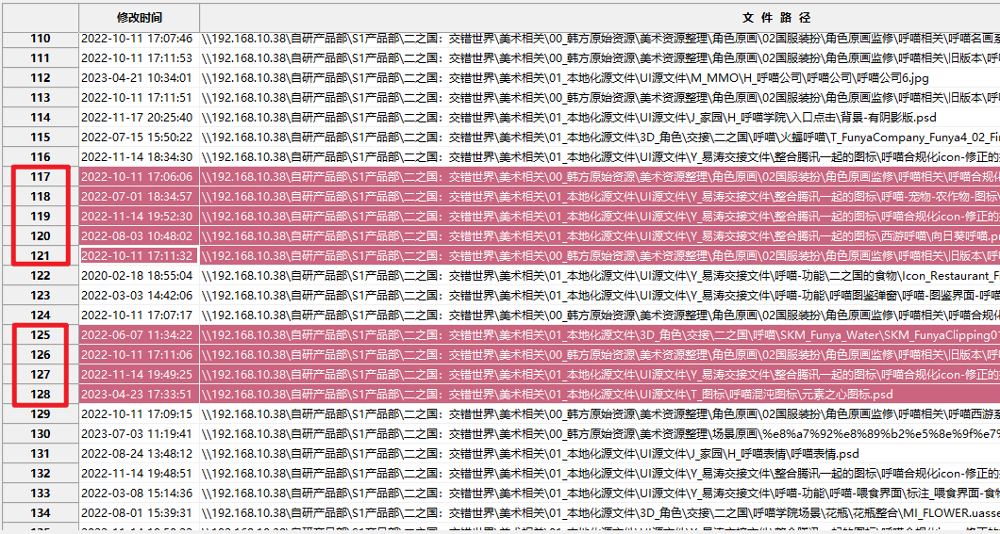 修改时间 文 件 路 径
110 2022-10-11 17:07:46 \\192.168.10.38\自研产品部\S1产品部\二之国：交错世界\美术相关\00_韩方原始资源\美术资源整理\角色原画\02国服装扮\角色原画监修\呼喵名画系
111 2022-10-11 17:11:53 \\192.168.10.38\自研产品部\S1产品部\二之国：交错世界\美术相关\00_韩方原始资源\美术资源整理\角色原画\02国服装扮\角色原画监修\呼喵相关\旧版本\呼
112 2023-04-21 10:34:01 \\192.168.10.38\自研产品部\S1产品部\二之国：交错世界\美术相关\01_本地化源文件\UI源文件\M_MMO\H_呼喵公司\呼喵公司\呼喵公司6.jpg
113 2022-10-11 17:11:51 \\192.168.10.38\自研产品部\S1产品部\二之国：交错世界\美术相关\00_韩方原始资源\美术资源整理\角色原画\02国服装扮\角色原画监修\呼喵相关\旧版本\呼
114 2022-11-17 20:25:40 \\192.168.10.38\自研产品部\S1产品部\二之国：交错世界\美术相关\01_本地化源文件\UI源文件\J_家园\H_呼喵学院\入口点击\背景-有阴影版.psd
115 2022-07-15 15:50:22 \\192.168.10.38\自研产品部\S1产品部\二之国：交错世界\美术相关\01_本地化源文件\3D_角色\交接\二之国\呼喵\火蝠呼喵\T_FunyaCompany_Funya4_02_Fir
116 2022-11-14 18:34:30 \\192.168.10.38\自研产品部\S1产品部\二之国：交错世界\美术相关\01_本地化源文件\UI源文件\Y_易涛交接文件\整合腾讯一起的图标\呼喵合规化icon-修正的
117 2022-10-11 17:06:06 \\192.168.10.38\自研产品部\S1产品部\二之国：交错世界\美术相关\00_韩方原始资源\美术资源整理\角色原画\02国服装扮\角色原画监修\呼喵相关\呼喵合规化
118 2022-07-01 18:34:57 \\192.168.10.38\自研产品部\S1产品部\二之国：交错世界\美术相关\01_本地化源文件\UI源文件\Y_易涛交接文件\整合腾讯一起的图标\呼喵-宠物-农作物-图标
119 2022-11-14 19:52:30 \\192.168.10.38\自研产品部\S1产品部\二之国：交错世界\美术相关\01_本地化源文件\UI源文件\Y_易涛交接文件\整合腾讯一起的图标\呼喵合规化icon-修正的
120 2022-08-03 10:48:02 \\192.168.10.38\自研产品部\S1产品部\二之国：交错世界\美术相关\01_本地化源文件\UI源文件\Y_易涛交接文件\整合腾讯一起的图标\西游呼喵\向日葵呼喵.p
121 2022-10-11 17:11:32 \\192.168.10.38\自研产品部\S1产品部\二之国：交错世界\美术相关\00_韩方原始资源\美术资源整理\角色原画\02国服装扮\角色原画监修\呼喵相关\旧版本\呼
122 2020-02-18 18:55:04 \\192.168.10.38\自研产品部\S1产品部\二之国：交错世界\美术相关\01_本地化源文件\UI源文件\Y_易涛交接文件\呼喵-功能\二之国的食物\Icon_Restaurant_F
123 2022-03-03 14:42:06 \\192.168.10.38\自研产品部\S1产品部\二之国：交错世界\美术相关\01_本地化源文件\UI源文件\Y_易涛交接文件\呼喵-功能\呼喵图鉴弹窗\呼喵-图鉴界面-呼喵
124 2022-10-11 17:07:17 \\192.168.10.38\自研产品部\S1产品部\二之国：交错世界\美术相关\00_韩方原始资源\美术资源整理\角色原画\02国服装扮\角色原画监修\呼喵相关\呼喵合规化
125 2022-06-07 11:34:22 \\192.168.10.38\自研产品部\S1产品部\二之国：交错世界\美术相关\01_本地化源文件\3D_角色\交接\二之国\呼喵\SKM_Funya_Water\SKM_FunyaClipping01
126 2022-10-11 17:11:06 \\192.168.10.38\自研产品部\S1产品部\二之国：交错世界\美术相关\00_韩方原始资源\美术资源整理\角色原画\02国服装扮\角色原画监修\呼喵相关\旧版本\呼
127 2022-11-14 19:49:25 \\192.168.10.38\自研产品部\S1产品部\二之国：交错世界\美术相关\01_本地化源文件\UI源文件\Y_易涛交接文件\整合腾讯一起的图标\呼喵合规化icon-修正的
128 2023-04-23 17:33:51 \\192.168.10.38\自研产品部\S1产品部\二之国：交错世界\美术相关\01_本地化源文件\UI源文件\T_图标\呼喵混沌图标\元素之心图标.psd
129 2022-10-11 17:09:15 \\192.168.10.38\自研产品部\S1产品部\二之国：交错世界\美术相关\00_韩方原始资源\美术资源整理\角色原画\02国服装扮\角色原画监修\呼喵相关\呼喵西游系
130 2023-07-03 11:19:41 \\192.168.10.38\自研产品部\S1产品部\二之国：交错世界\美术相关\00_韩方原始资源\美术资源整理\场景原画\%e8%a7%92%e8%89%b2%e5%8e%9f%e7%
131 2022-08-24 13:48:12 \\192.168.10.38\自研产品部\S1产品部\二之国：交错世界\美术相关\01_本地化源文件\UI源文件\J_家园\H_呼喵表情\呼喵表情.psd
132 2022-11-14 19:48:51 \\192.168.10.38\自研产品部\S1产品部\二之国：交错世界\美术相关\01_本地化源文件\UI源文件\Y_易涛交接文件\整合腾讯一起的图标\呼喵合规化icon-修正的
133 2022-03-08 15:14:36 \\192.168.10.38\自研产品部\S1产品部\二之国：交错世界\美术相关\01_本地化源文件\UI源文件\Y_易涛交接文件\呼喵-功能\呼喵-喂食界面\标注_喂食界面-食物
134 2022-08-01 15:39:31 \\192.168.10.38\自研产品部\S1产品部\二之国：交错世界\美术相关\01_本地化源文件\3D_角色\交接\二之国\呼喵学院场景\花瓶\花瓶整合\MI_FLOWER.uasse